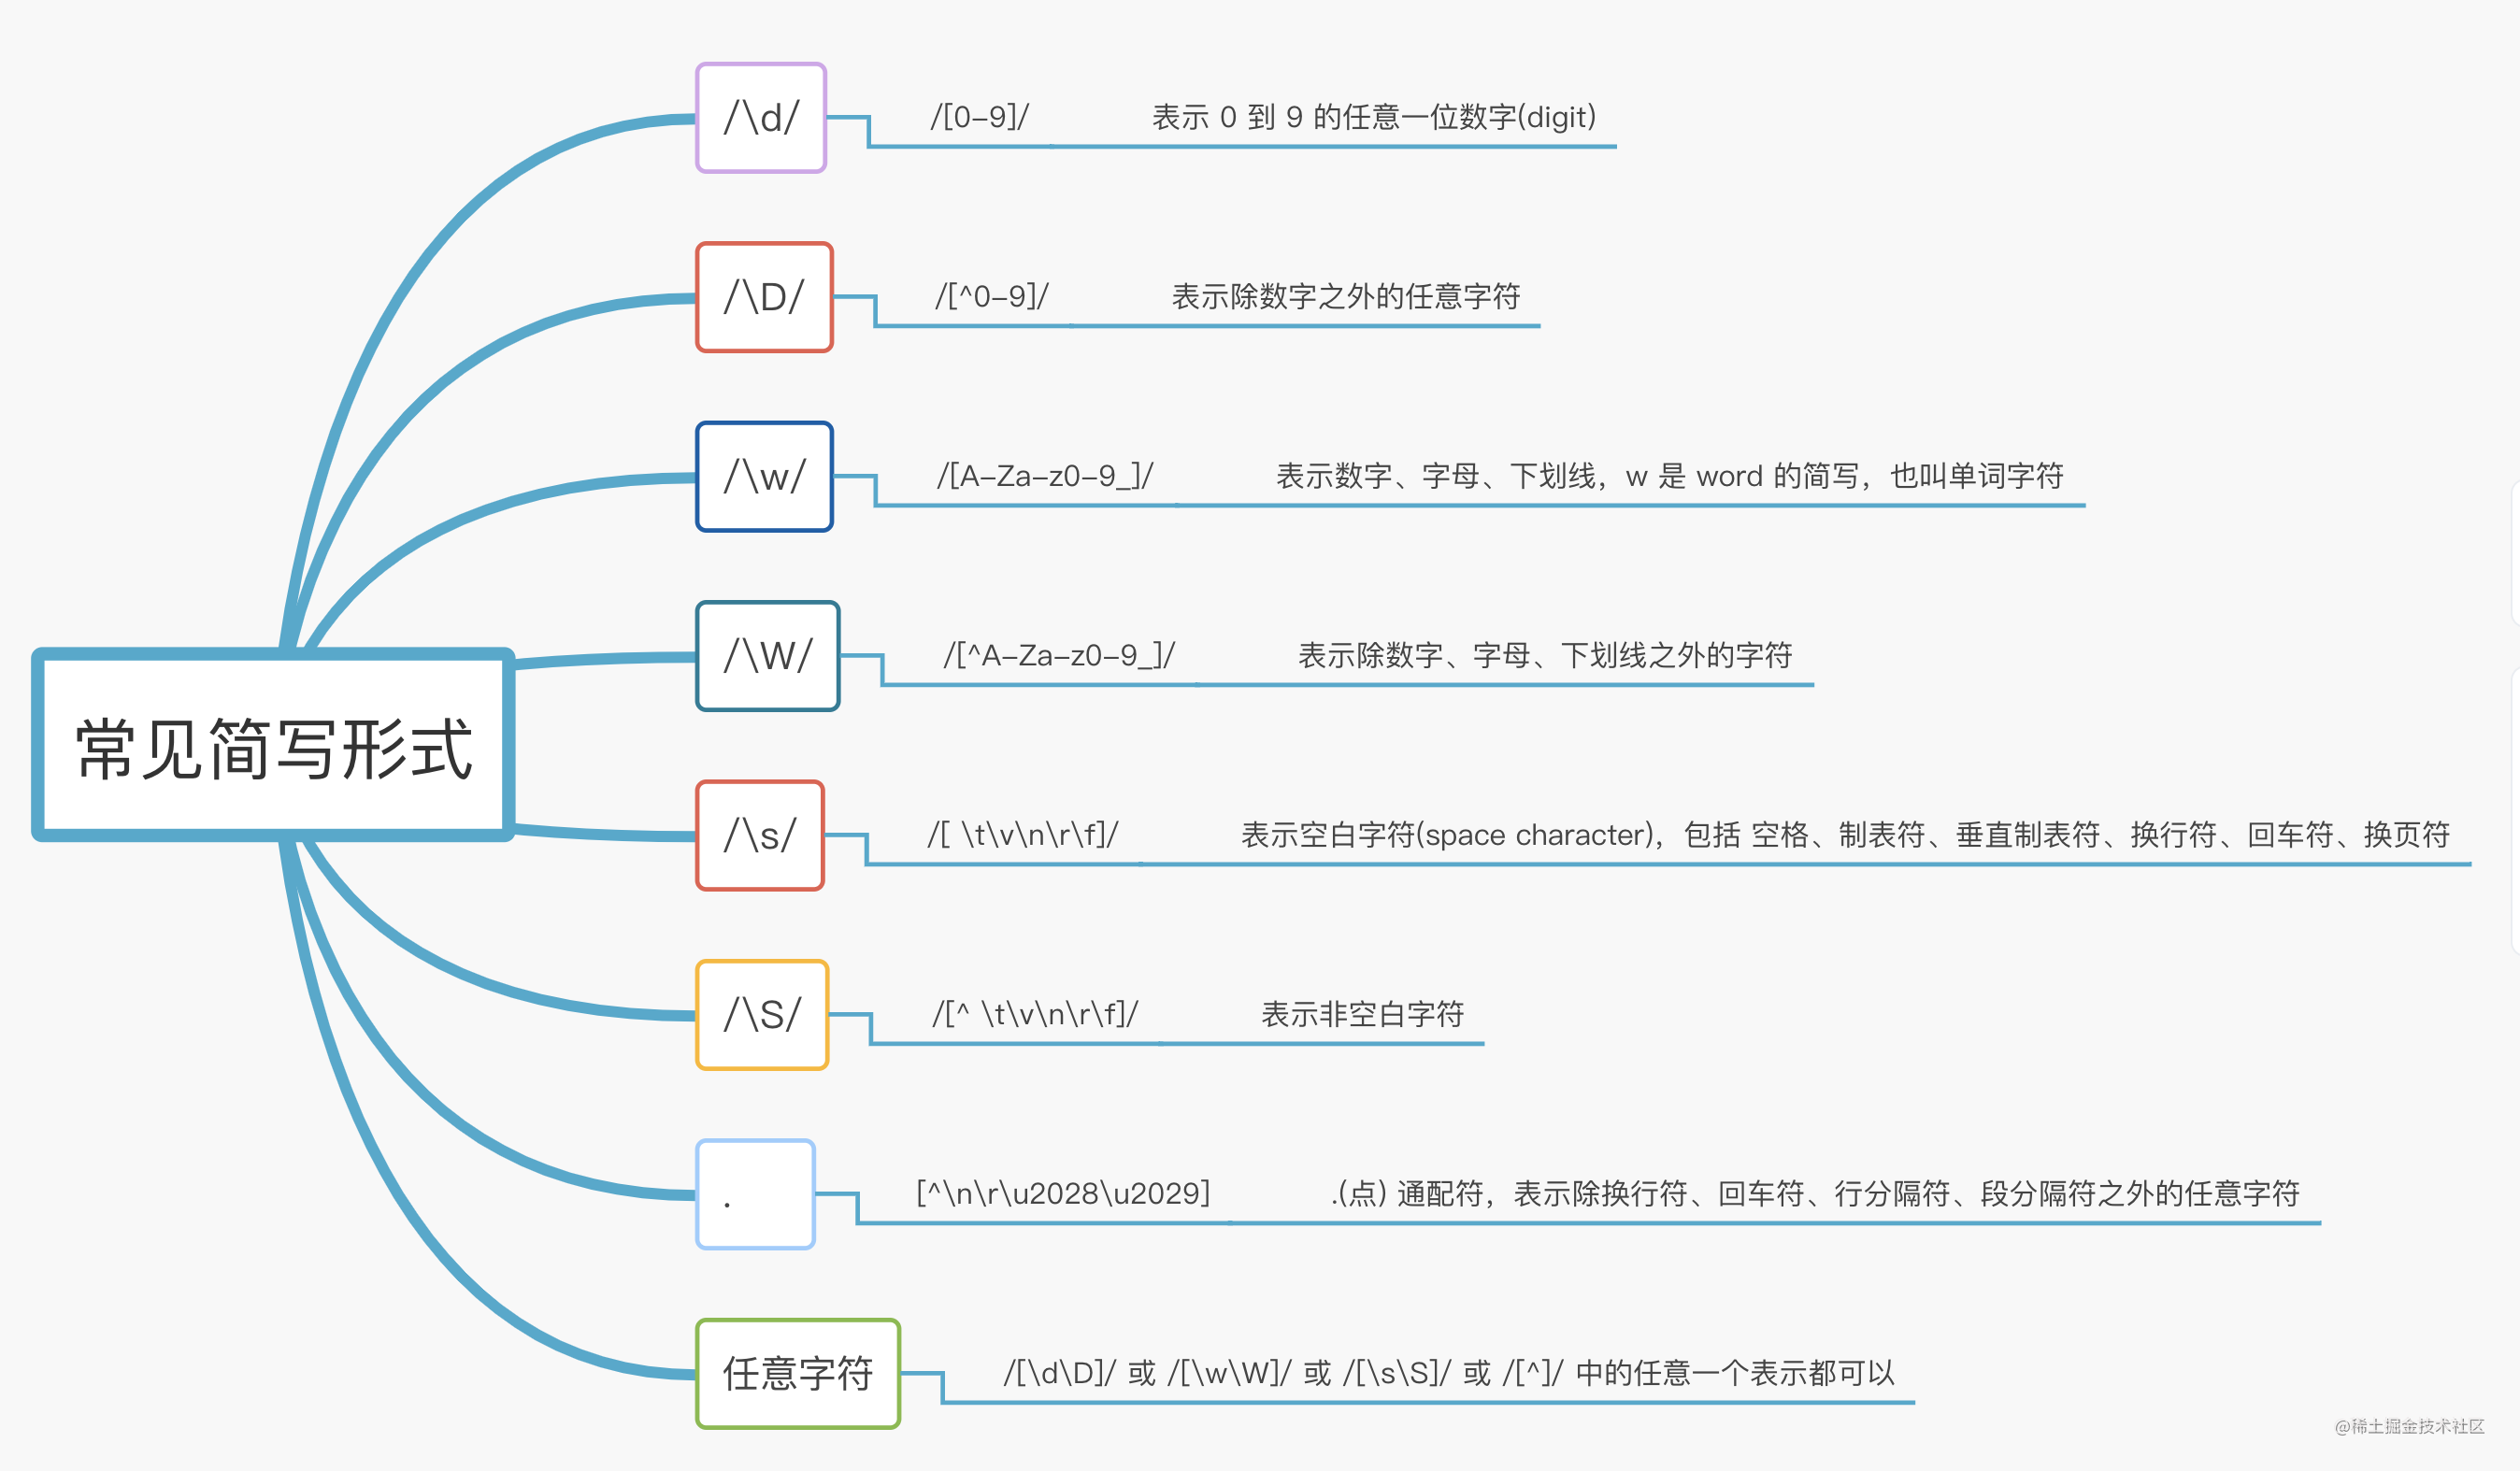 /\d/ /[0-9]/ 表示 0 到 9 的任意一位数字(digit)
/\D/ /[^0-9]/ 表示除数字之外的任意字符
/\w/ /[A-Za-z0-9_]/ 表示数字、字母、下划线，w 是 word 的简写，也叫单词字符
/\W/ /[^A-Za-z0-9_]/ 表示除数字、字母、下划线之外的字符
常见简写形式
/\s/ /[ \t\v\n\r\f]/ 表示空白字符(space character)，包括 空格、制表符、垂直制表符、换行符、回车符、换页符
/\S/ /[^ \t\v\n\r\f]/ 表示非空白字符
. [^\n\r\u2028\u2029] .(点) 通配符，表示除换行符、回车符、行分隔符、段分隔符之外的任意字符
任意字符 /[\d\D]/ 或 /[\w\W]/ 或 /[\s\S]/ 或 /[^]/ 中的任意一个表示都可以
@稀土掘金技术社区